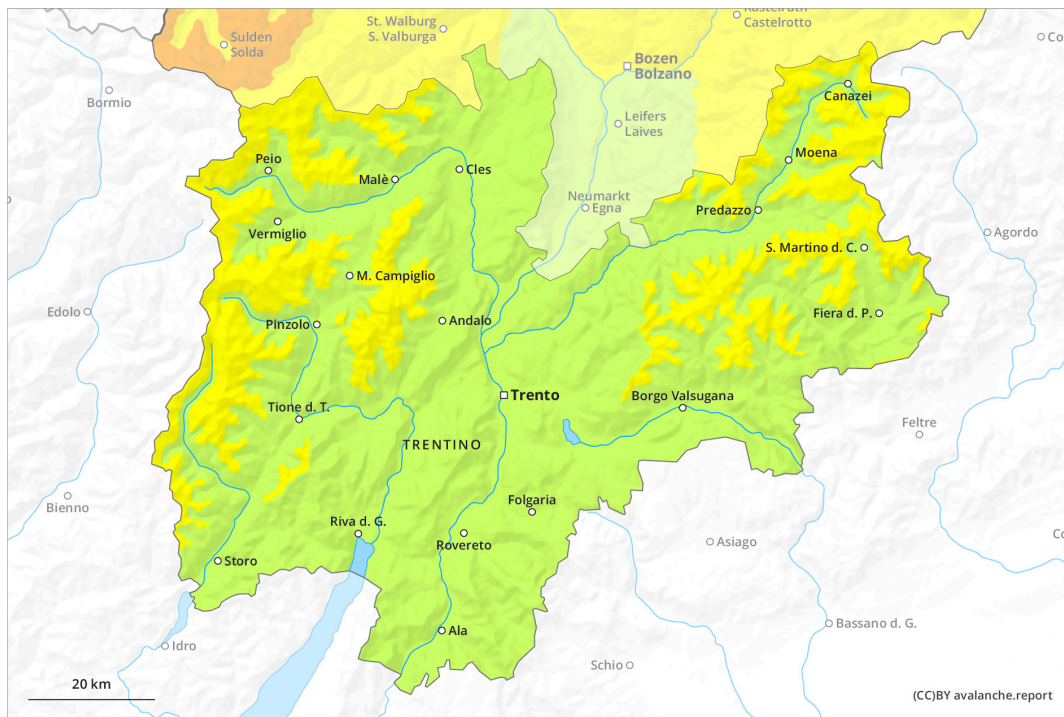 Kastelruth
Castelrotto
St. Walburg
S. Valburga
Sulden
Solda
Co
Bozen
Bolzano
Bormio
Canazei
Leifers
Laives
Moena
Peio
Malè
Cles
Neumarkt
Egna
Predazzo
Vermiglio
Agordo
S. Martino d. C.
M. Campiglio
Edolo
Pinzolo
Andalo
Fiera d. P.
Trento
Borgo Valsugana
Tione d. T.
Feltre
TRENTINO
Bienno
Folgaria
Riva d. G.
Rovereto
Asiago
Co
Storo
Ala
Bassano d. G.
Idro
Schio
20 km
(CC)BY avalanche.report